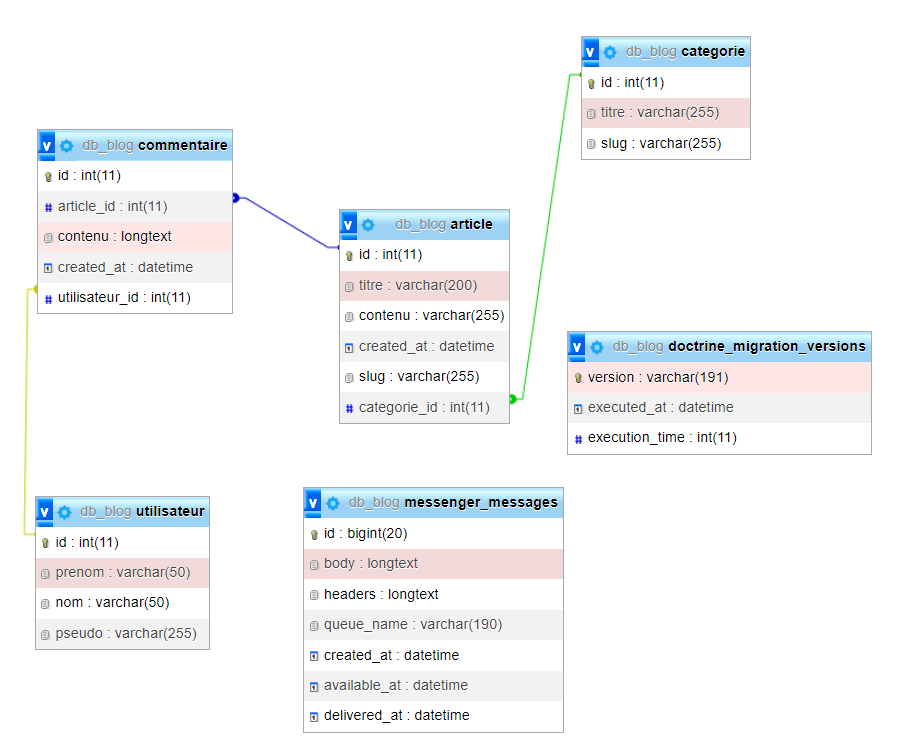 v db_blog categorie
id : int(11)
titre : varchar(255)
slug : varchar(255)
v db_blog commentaire
id : int(11)
article_id : int(11)
contenu : longtext
created_at : datetime
utilisateur_id : int(11)
v db_blog article
id : int(11)
titre : varchar(200)
contenu : varchar(255)
created_at : datetime
slug : varchar(255)
categorie_id : int(11)
v db_blog doctrine_migration_versions
version : varchar(191)
executed_at : datetime
execution_time : int(11)
v db_blog utilisateur
id : int(11)
prenom : varchar(50)
nom : varchar(50)
pseudo : varchar(255)
v db_blog messenger_messages
id : bigint(20)
body : longtext
headers : longtext
queue_name : varchar(190)
created_at : datetime
available_at : datetime
delivered_at : datetime